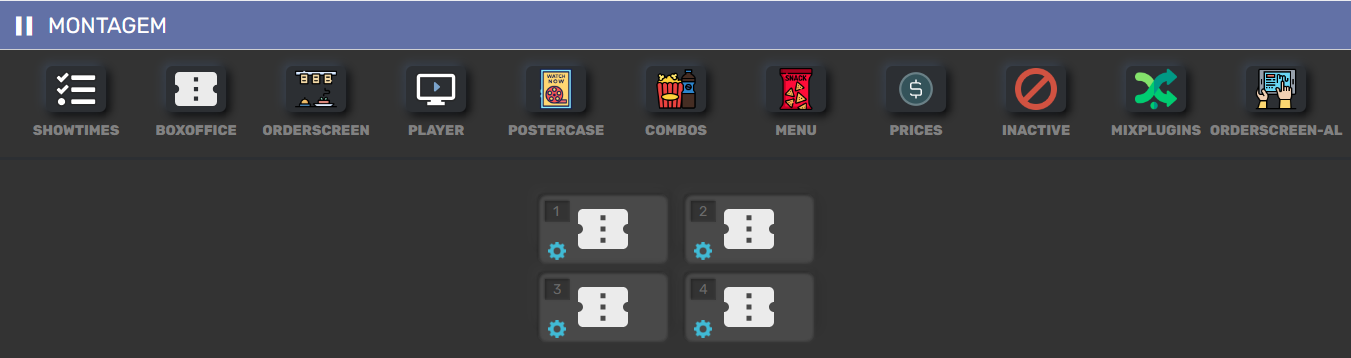 MONTAGEM
WATCH
NOW
SNACK
$
SHOWTIMES BOXOFFICE ORDERSCREEN PLAYER POSTERCASE COMBOS MENU PRICES INACTIVE MIXPLUGINS ORDERSCREEN-AL
1 2
3 4